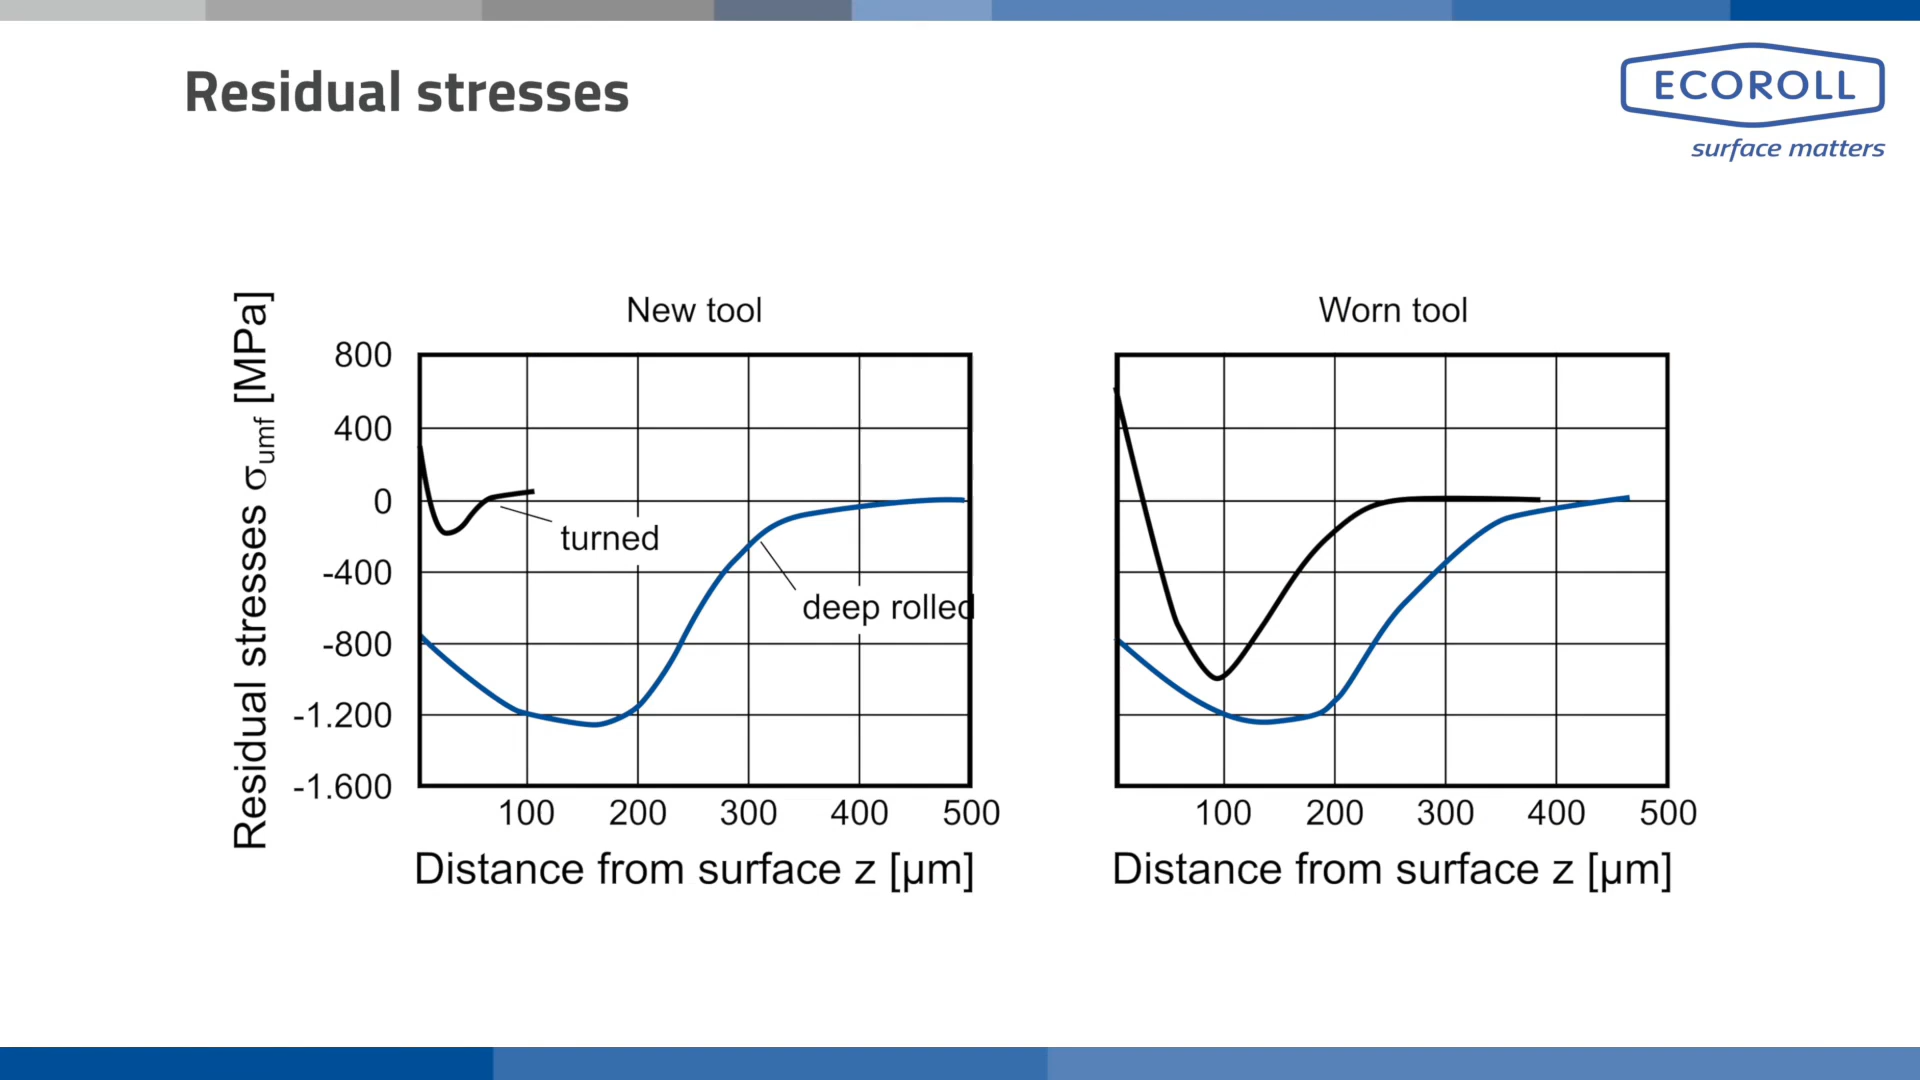 Residual stresses
ECOROLL
surface matters
New tool
Worn tool
Residual stresses σumf [MPa]
800
400
0
-400
-800
-1.200
-1.600
turned
deep rolled
100 200 300 400 500
100 200 300 400 500
Distance from surface z [µm]
Distance from surface z [µm]